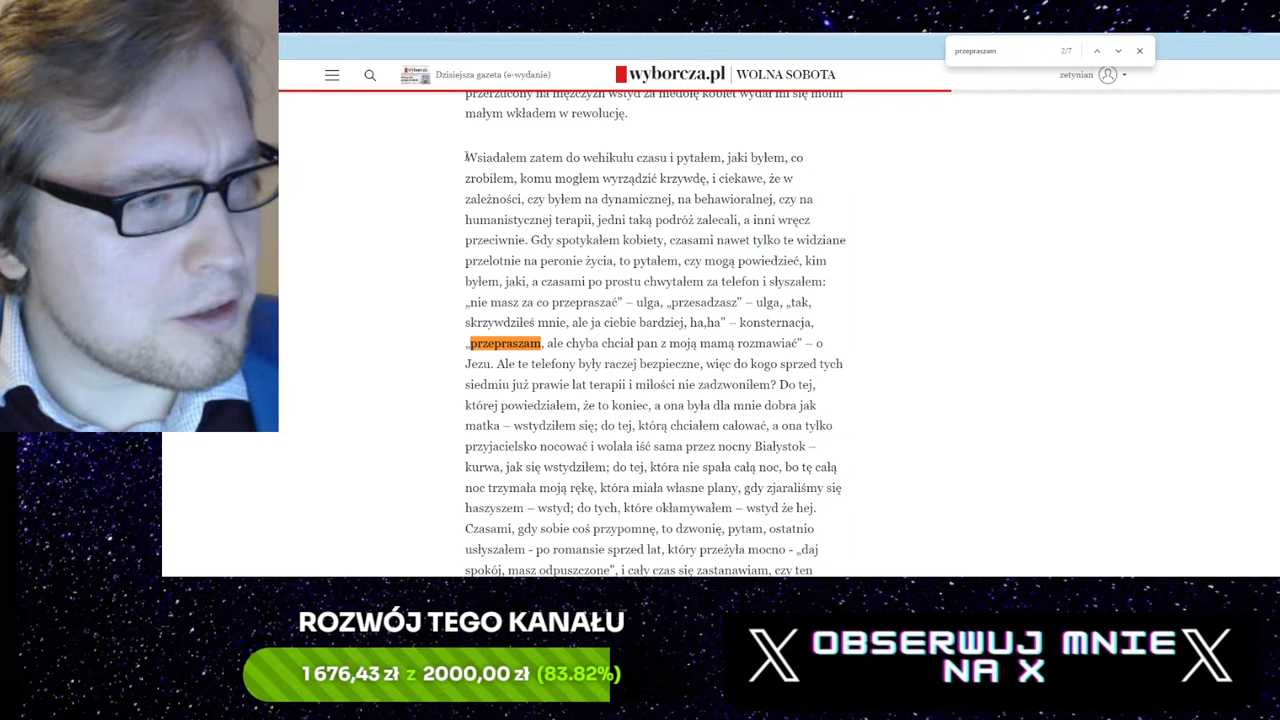 przepraszam 2/7
Dzisiejsza gazeta (e-wydanie) wyborcza.pl | WOLNA SOBOTA zetynian
przerzucony na mężczyzn wstyd za niedolę kobiet wydał mi się moim
małym wkładem w rewolucję.
Wsiadałem zatem do wehikułu czasu i pytałem, jaki byłem, co
zrobiłem, komu mogłem wyrządzić krzywdę, i ciekawe, że w
zależności, czy byłem na dynamicznej, na behawioralnej, czy na
humanistycznej terapii, jedni taką podróż zalecali, a inni wręcz
przeciwnie. Gdy spotykałem kobiety, czasami nawet tylko te widziane
przelotnie na peronie życia, to pytałem, czy mogą powiedzieć, kim
byłem, jaki, a czasami po prostu chwytałem za telefon i słyszałem:
„nie masz za co przepraszać" – ulga, „przesadzasz" – ulga, „tak,
skrzywdziłeś mnie, ale ja ciebie bardziej, ha,ha" – konsternacja,
„przepraszam, ale chyba chciał pan z moją mamą rozmawiać" – o
Jezu. Ale te telefony były raczej bezpieczne, więc do kogo sprzed tych
siedmiu już prawie lat terapii i miłości nie zadzwoniłem? Do tej,
której powiedziałem, że to koniec, a ona była dla mnie dobra jak
matka – wstydziłem się; do tej, którą chciałem całować, a ona tylko
przyjacielsko nocować i wolała iść sama przez nocny Białystok –
kurwa, jak się wstydziłem; do tej, która nie spała całą noc, bo tę całą
noc trzymała moją rękę, która miała własne plany, gdy zjaraliśmy się
haszyszem – wstyd; do tych, które okłamywałem – wstyd że hej.
Czasami, gdy sobie coś przypomnę, to dzwonię, pytam, ostatnio
usłyszałem - po romansie sprzed lat, który przeżyła mocno - „daj
spokój, masz odpuszczone", i cały czas się zastanawiam, czy ten
ROZWÓJ TEGO KANAŁU
1 676,43 zł z 2000,00 zł (83.82%)
OBSERWUJ MNIE
NA X